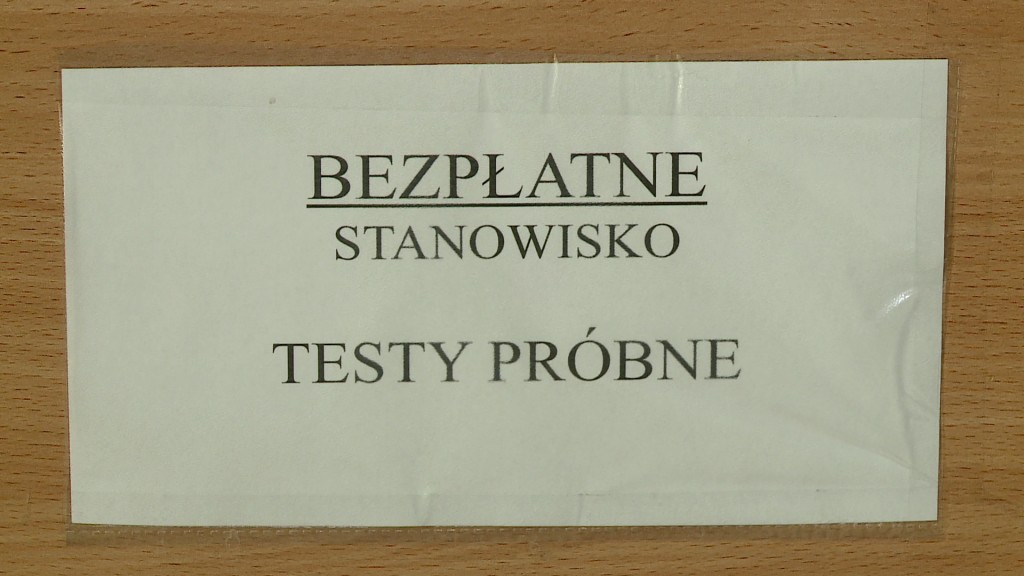 BEZPŁATNE
STANOWISKO
TESTY PRÓBNE